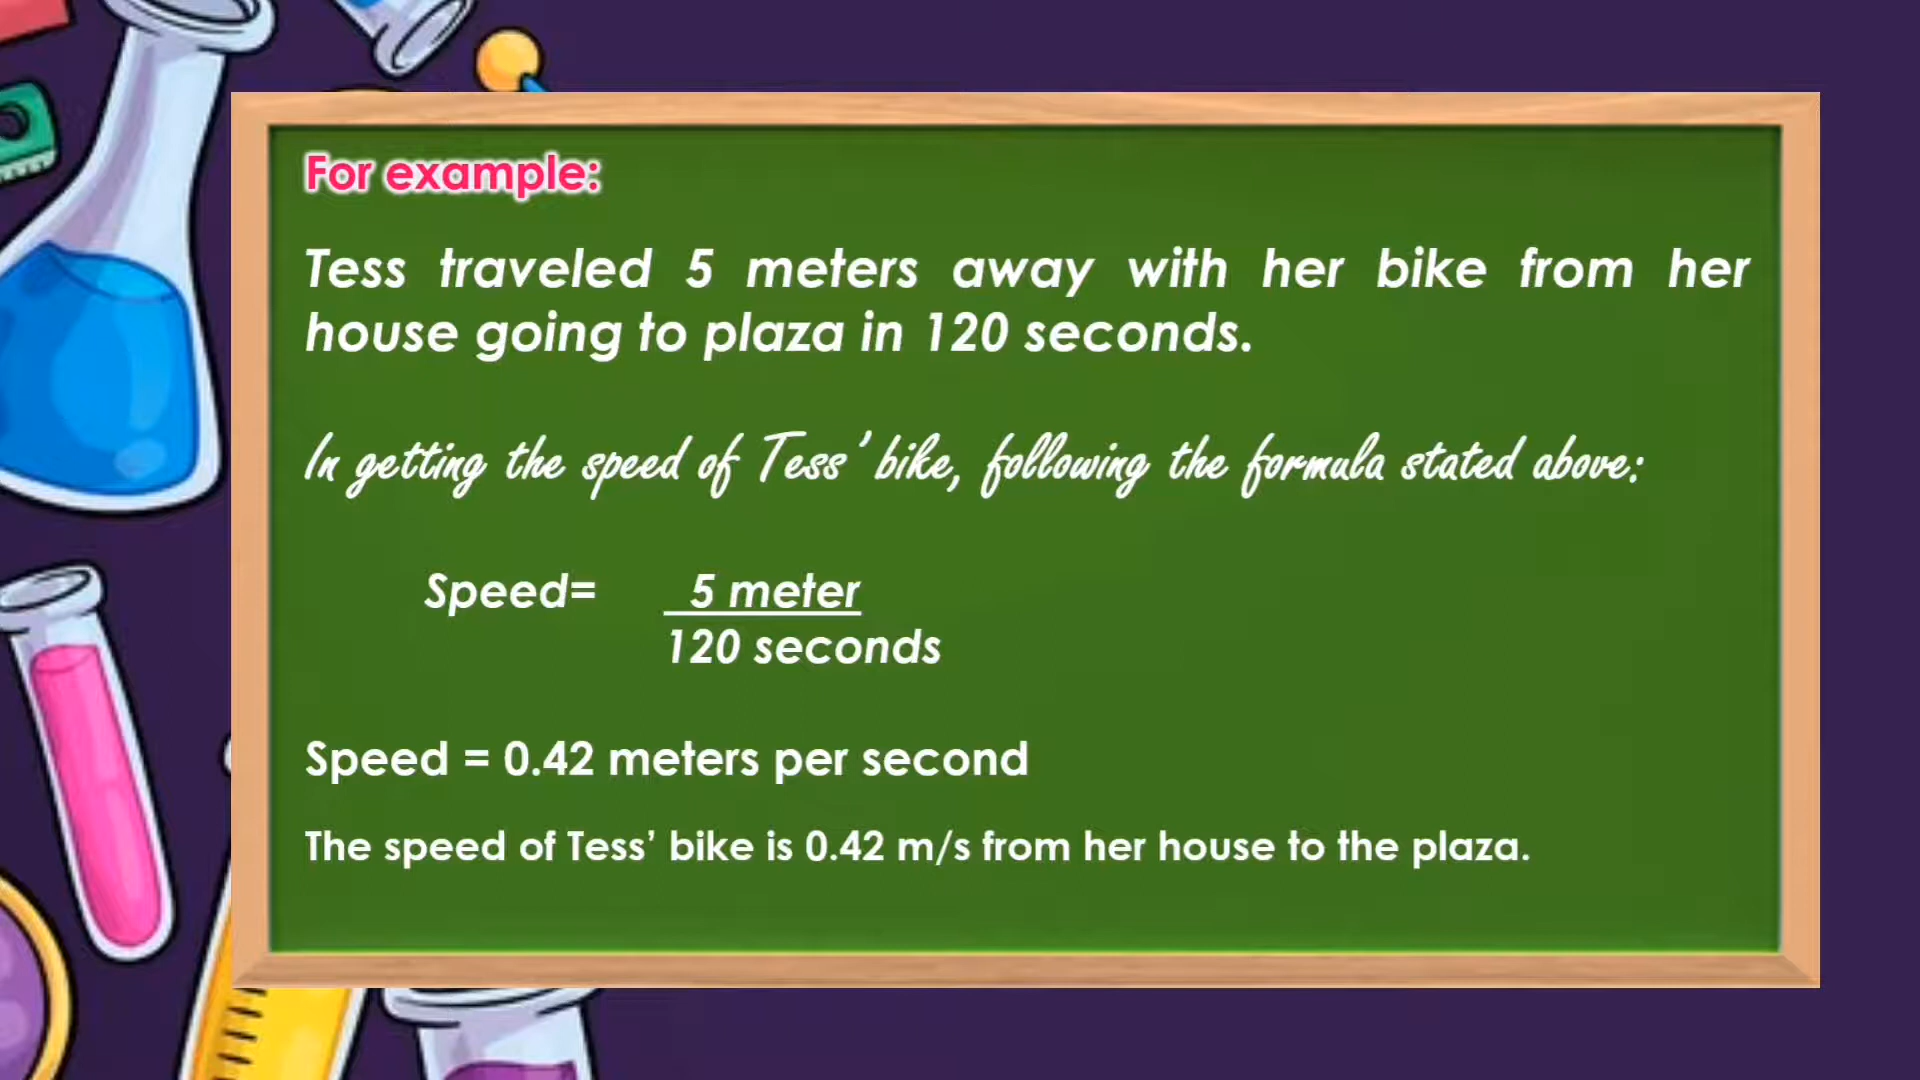 For example:
Tess traveled 5 meters away with her bike from her
house going to plaza in 120 seconds.
In getting the speed of Tess’ bike, following the formula stated above:
Speed= 5 meter
120 seconds
Speed = 0.42 meters per second
The speed of Tess’ bike is 0.42 m/s from her house to the plaza.